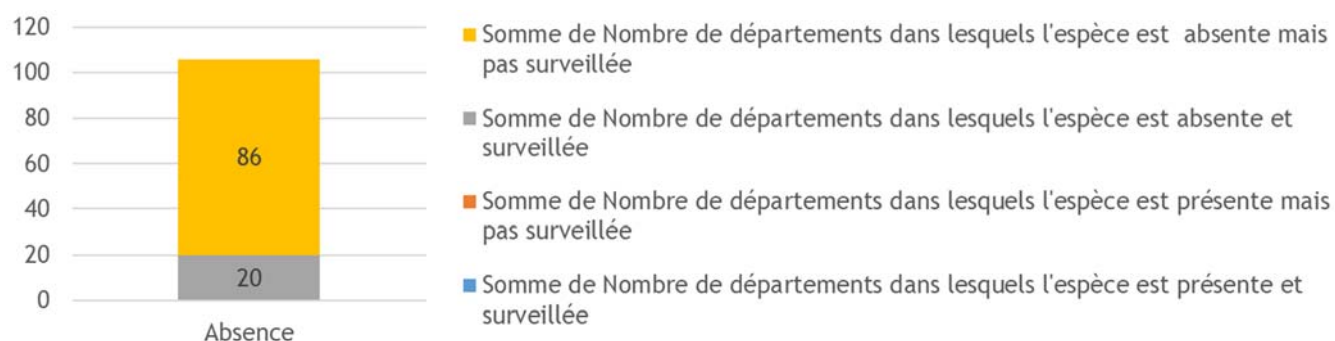 120
100
80
60
40
20
0
86
20
Absence
Somme de Nombre de départements dans lesquels l'espèce est absente mais
pas surveillée
Somme de Nombre de départements dans lesquels l'espèce est absente et
surveillée
Somme de Nombre de départements dans lesquels l'espèce est présente mais
pas surveillée
Somme de Nombre de départements dans lesquels l'espèce est présente et
surveillée